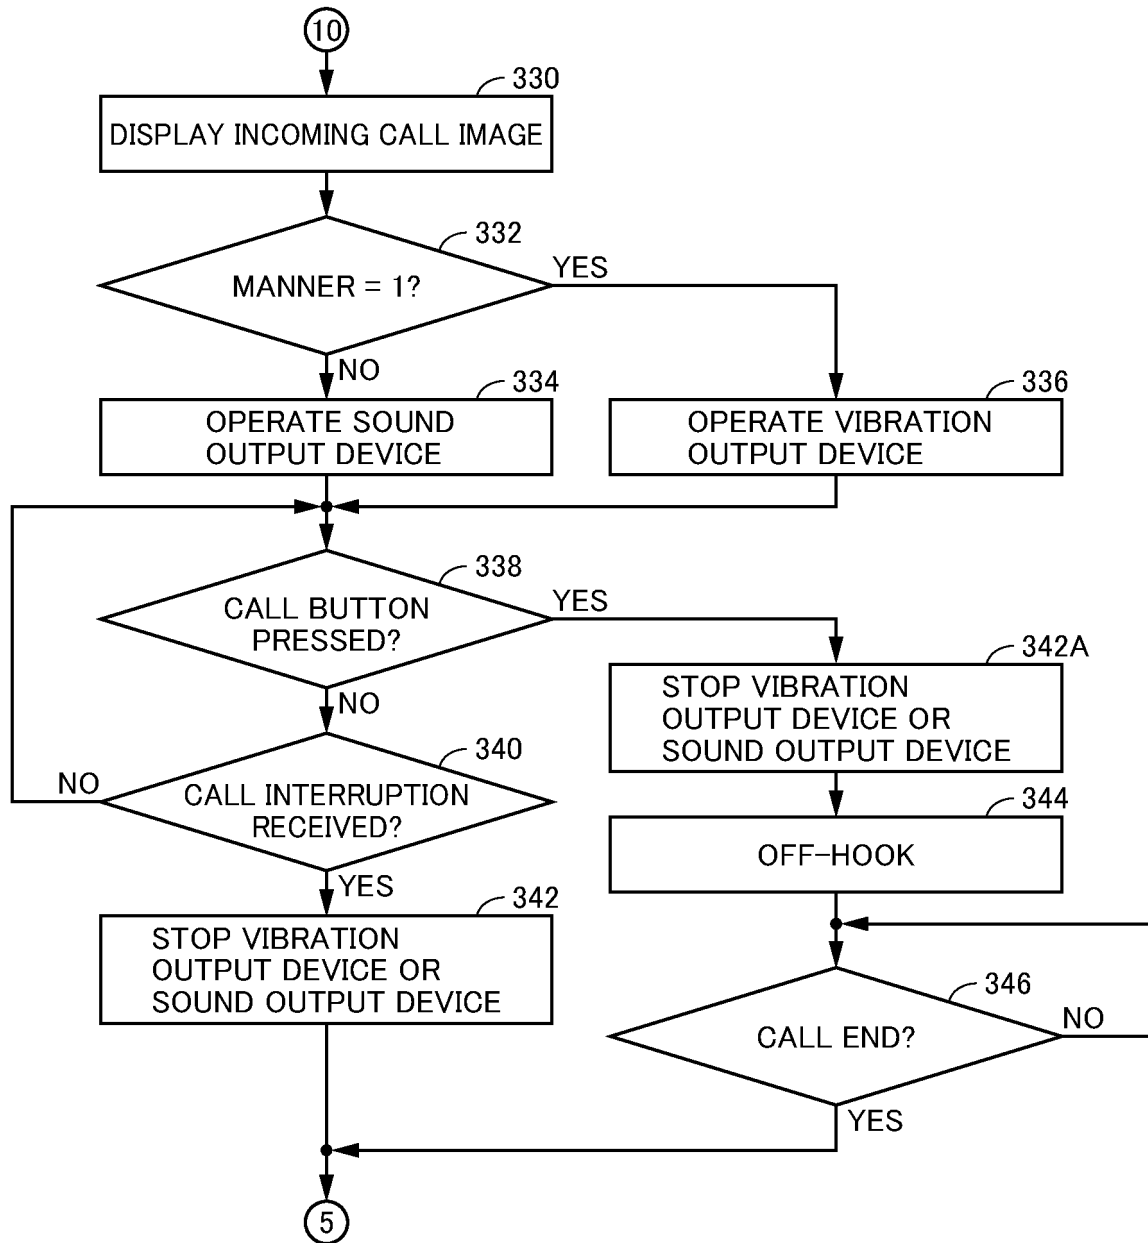 10
330
DISPLAY INCOMING CALL IMAGE
332
MANNER = 1?
YES
NO
334
OPERATE SOUND
OUTPUT DEVICE
336
OPERATE VIBRATION
OUTPUT DEVICE
338
CALL BUTTON
PRESSED?
YES
NO
342A
STOP VIBRATION
OUTPUT DEVICE OR
SOUND OUTPUT DEVICE
340
CALL INTERRUPTION
RECEIVED?
NO
YES
344
OFF-HOOK
342
STOP VIBRATION
OUTPUT DEVICE OR
SOUND OUTPUT DEVICE
346
CALL END?
NO
YES
5